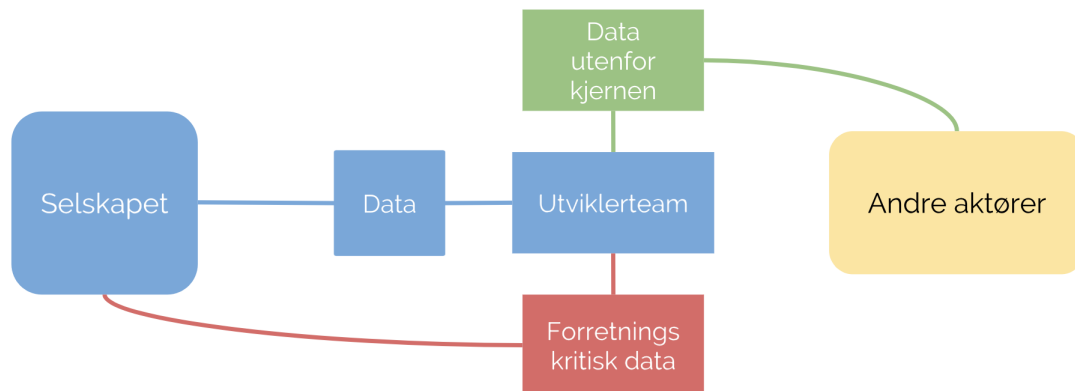 Data
utenfor
kjernen
Selskapet
Data
Utviklerteam
Andre aktører
Forretnings
kritisk data